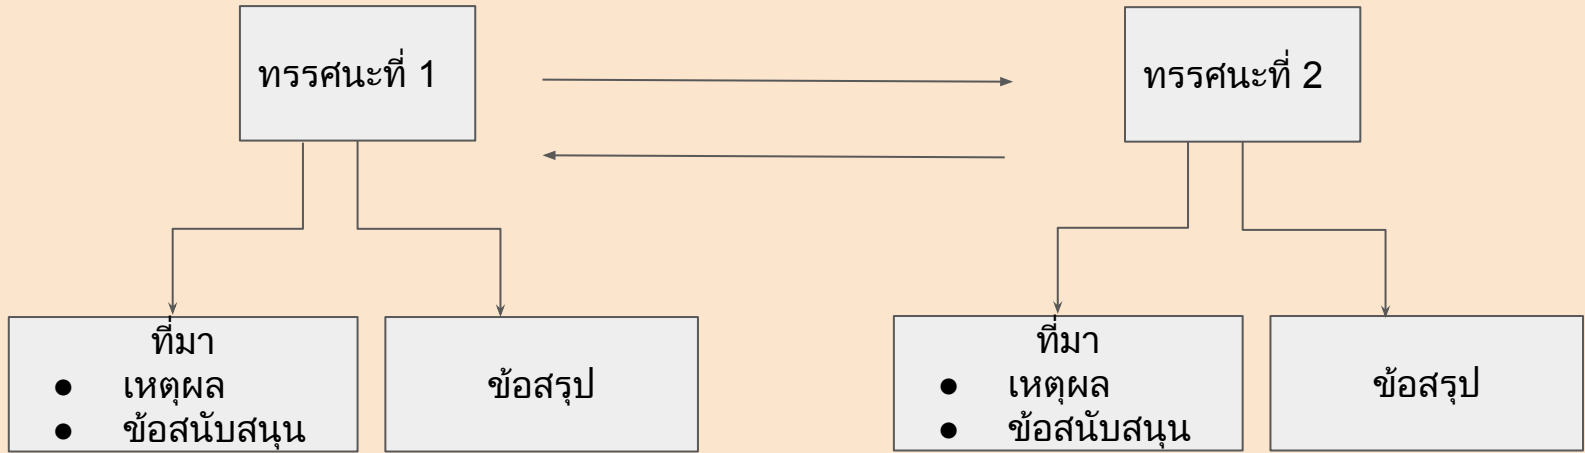 ทรรศนะที่ 1
ทรรศนะที่ 2
ที่มา
● เหตุผล
● ข้อสนับสนุน
ข้อสรุป
ที่มา
● เหตุผล
● ข้อสนับสนุน
ข้อสรุป